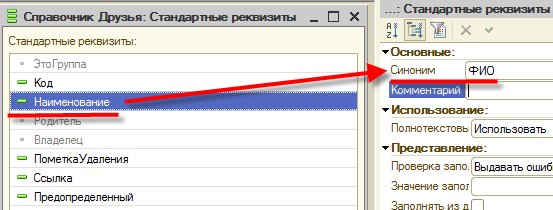 Справочник Друзья: Стандартные реквизиты
Стандартные реквизиты:
ЭтоГруппа
Код
Наименование
Родитель
Владелец
ПометкаУдаления
Ссылка
Предопределенный
...: Стандартные реквизиты
Основные:
Синоним ФИО
Комментарий
Использование:
Полнотекстовы Использовать
Представление:
Проверка запо. Выдавать ошиб
Значение запол
Заполнять из д